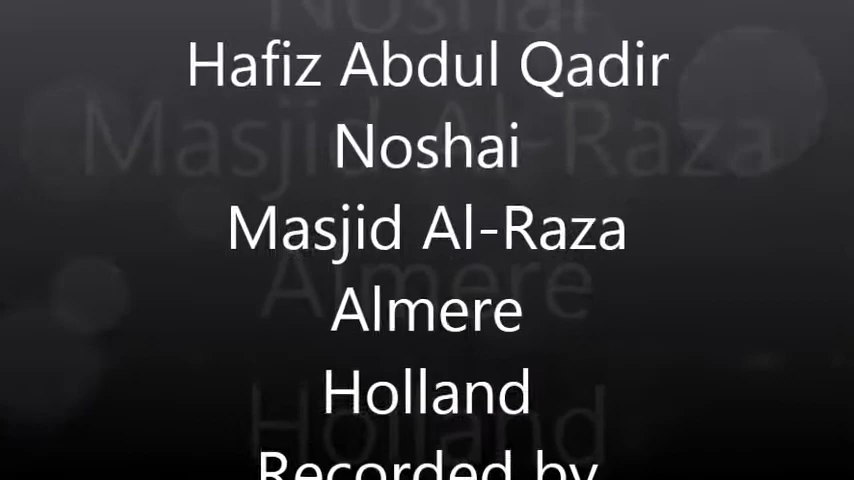 Hafiz Abdul Qadir
Noshai
Masjid Al-Raza
Almere
Holland
Recorded by